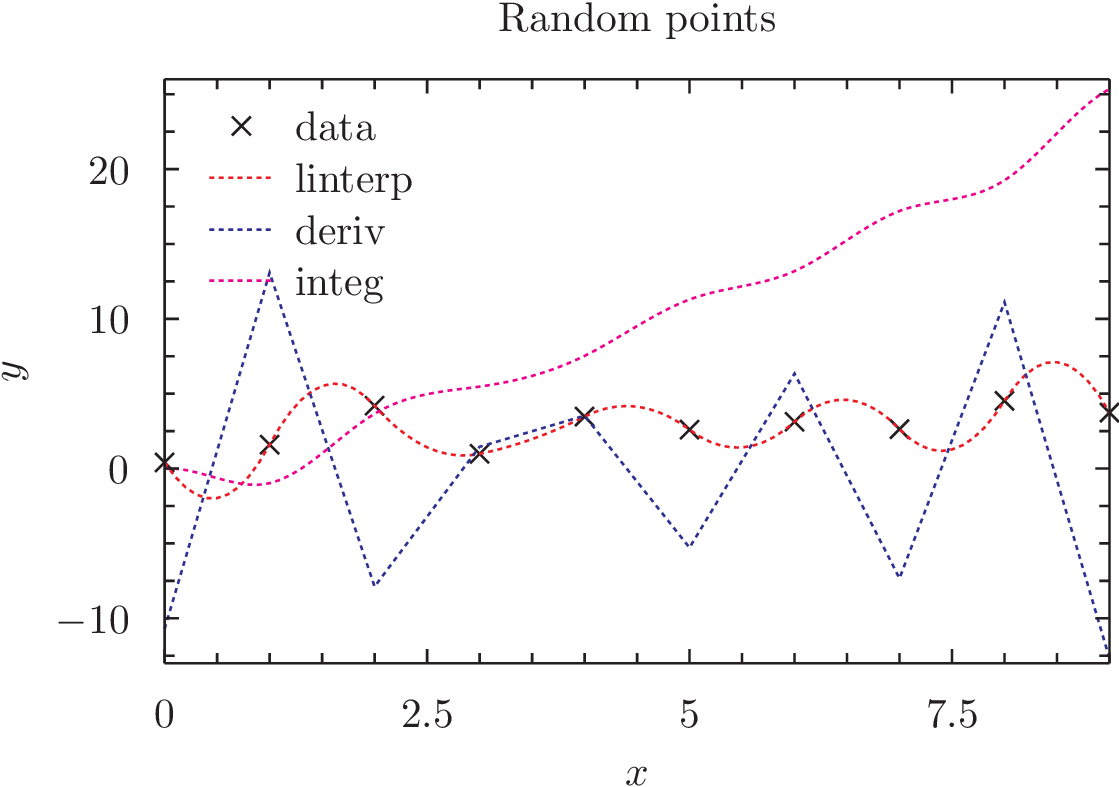 Random points
data
linterp
deriv
integ
20
10
0
−10
y
0 2.5 5 7.5
x